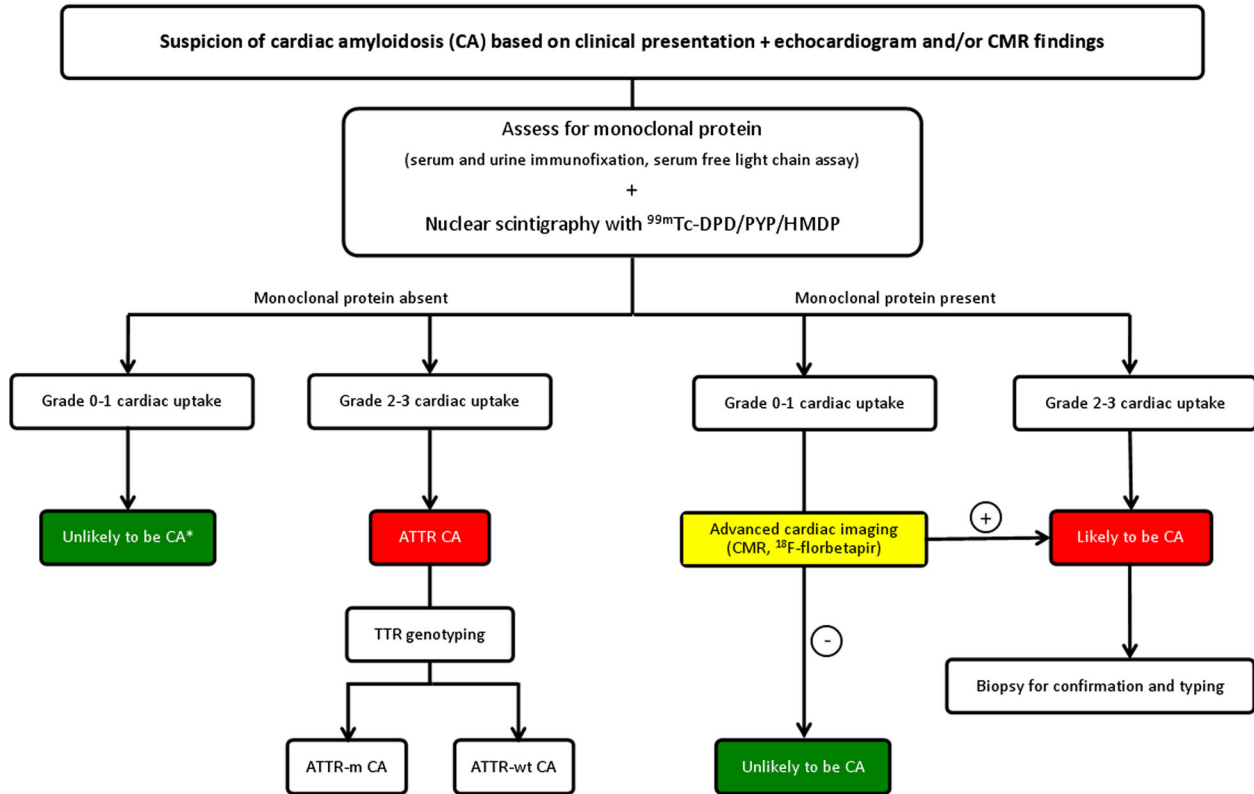 Suspicion of cardiac amyloidosis (CA) based on clinical presentation + echocardiogram and/or CMR findings
Assess for monoclonal protein
(serum and urine immunofixation, serum free light chain assay)
+
Nuclear scintigraphy with ⁹⁹ᵐTc-DPD/PYP/HMDP
Monoclonal protein absent
Monoclonal protein present
Grade 0-1 cardiac uptake
Grade 2-3 cardiac uptake
Grade 0-1 cardiac uptake
Grade 2-3 cardiac uptake
Unlikely to be CA*
ATTR CA
Advanced cardiac imaging
(CMR, ¹⁸F-florbetapir)
+
Likely to be CA
TTR genotyping
-
Biopsy for confirmation and typing
ATTR-m CA
ATTR-wt CA
Unlikely to be CA